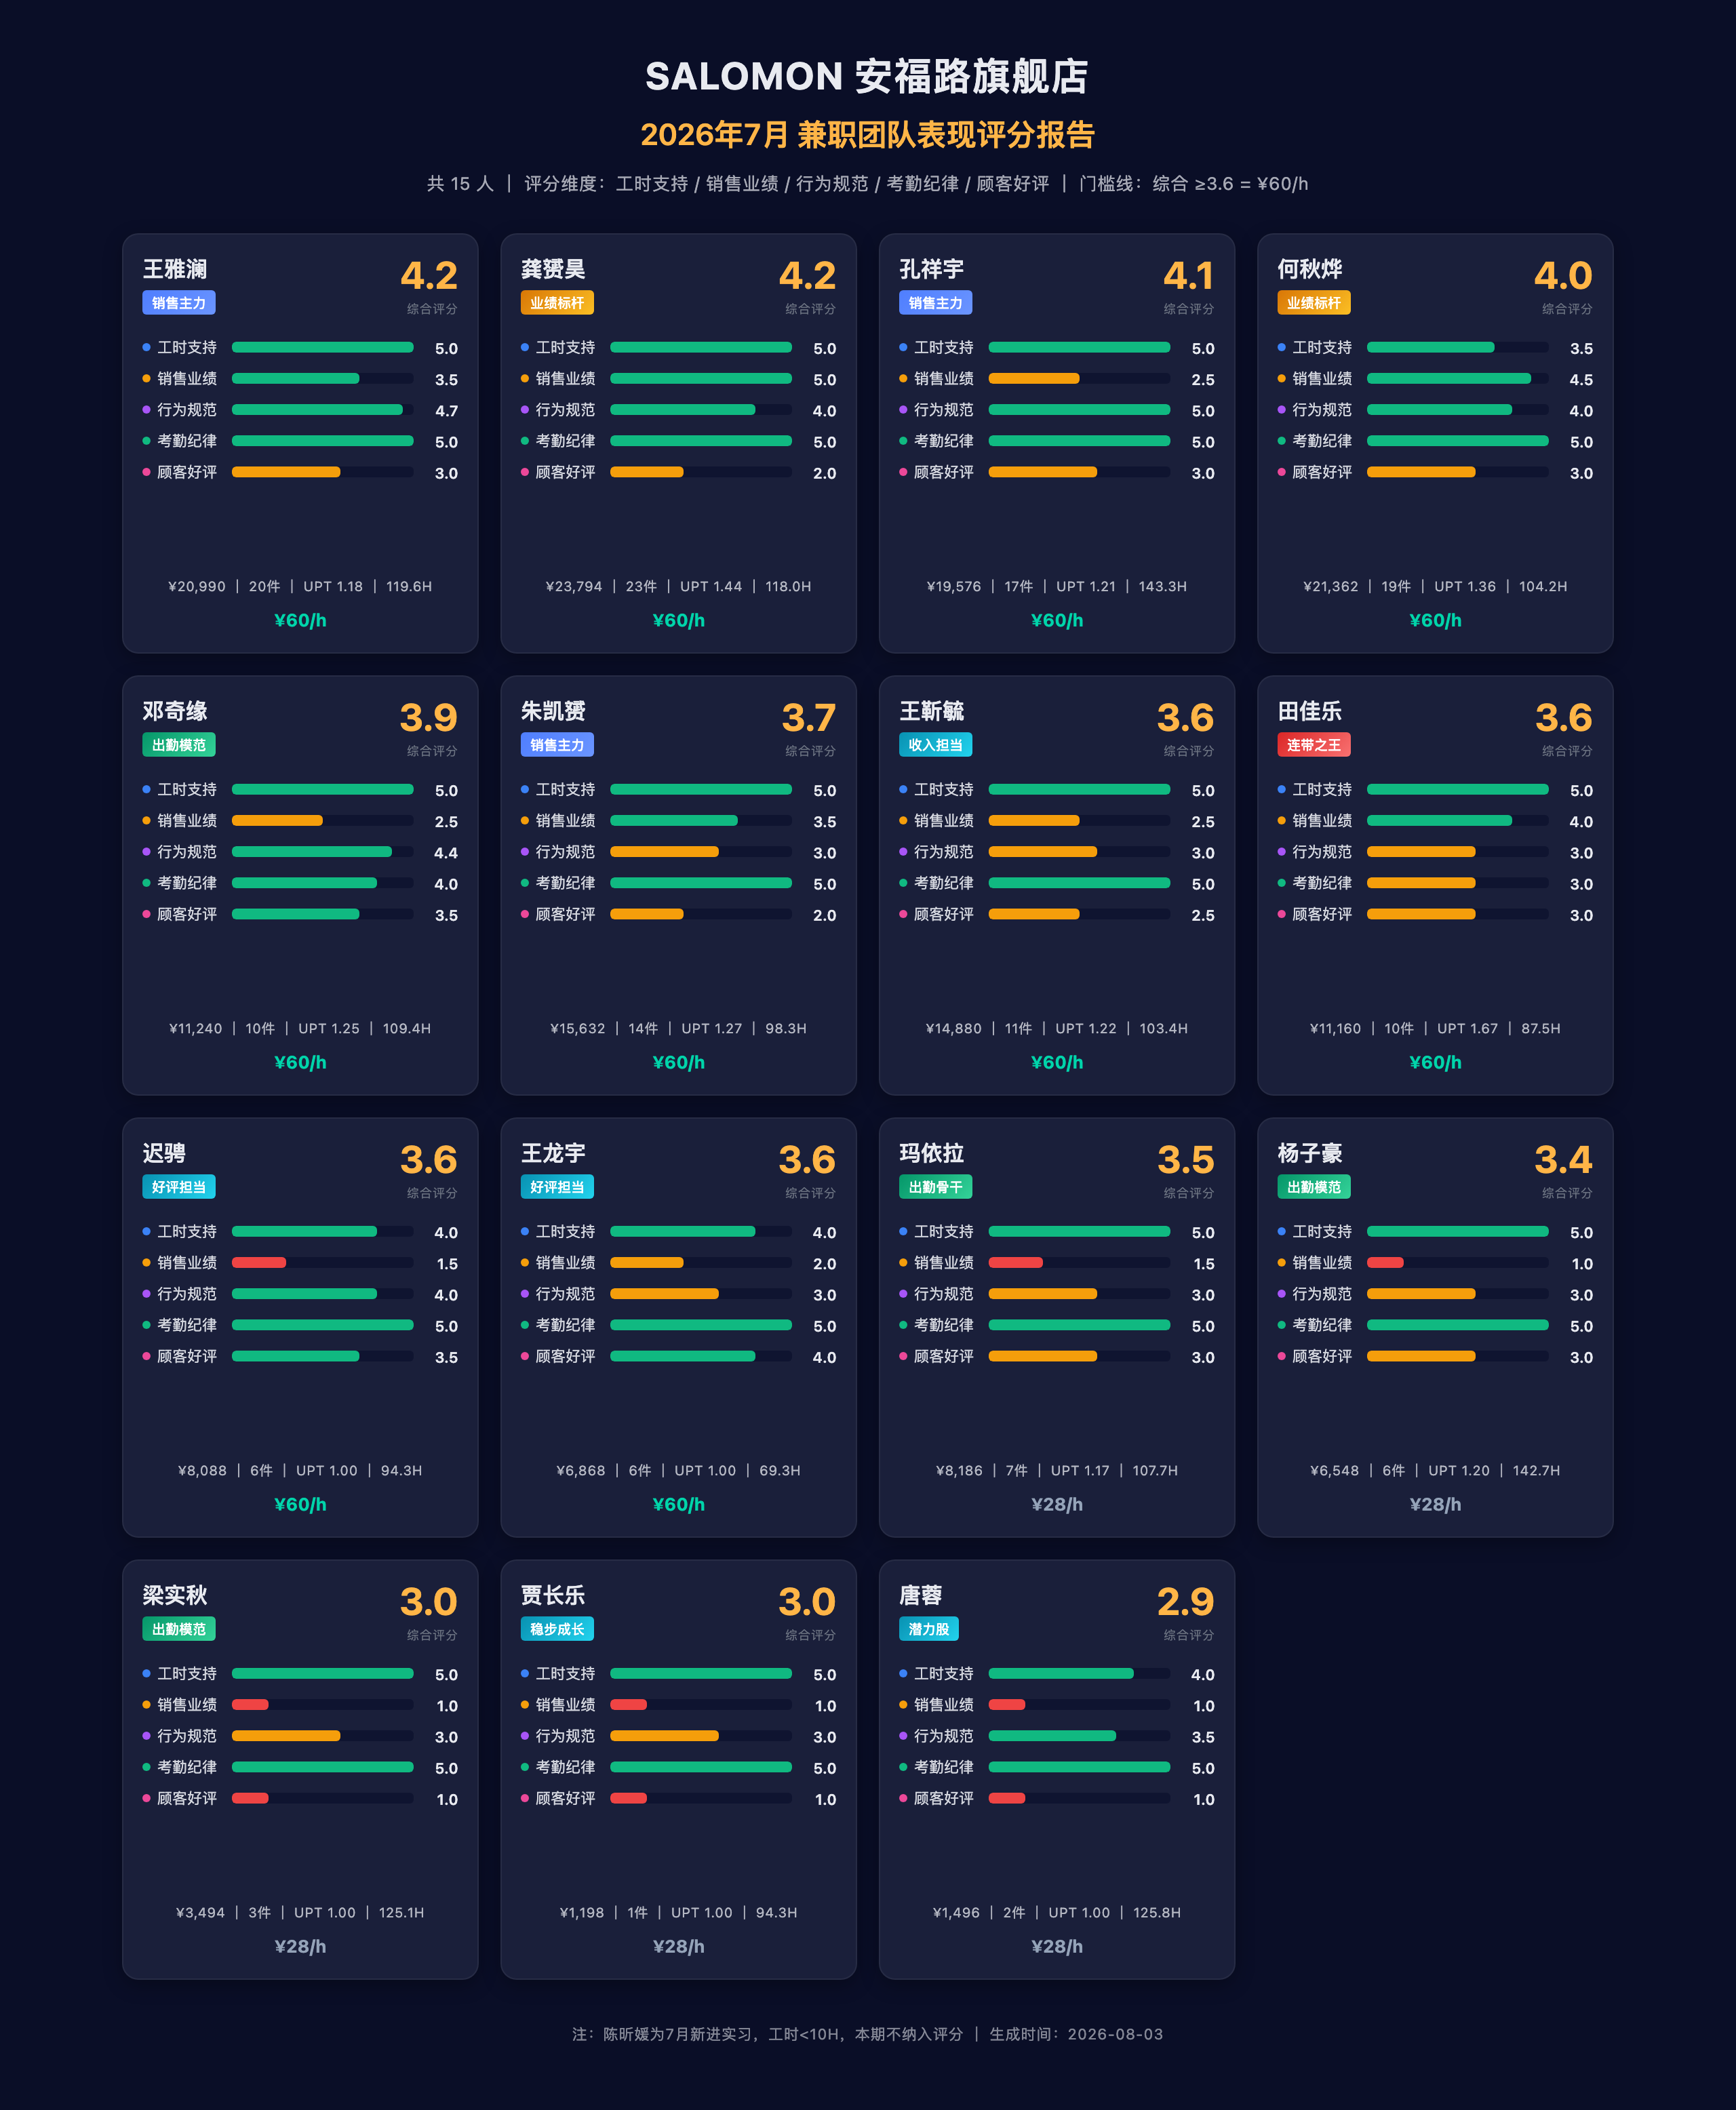 SALOMON 安福路旗舰店
2026年7月 兼职团队表现评分报告
共 15 人 | 评分维度：工时支持 / 销售业绩 / 行为规范 / 考勤纪律 / 顾客好评 | 门槛线：综合 ≥3.6 = ¥60/h
王雅澜
4.2
销售主力
综合评分
工时支持 5.0
销售业绩 3.5
行为规范 4.7
考勤纪律 5.0
顾客好评 3.0
¥20,990 | 20件 | UPT 1.18 | 119.6H
¥60/h
龚赟昊
4.2
业绩标杆
综合评分
工时支持 5.0
销售业绩 5.0
行为规范 4.0
考勤纪律 5.0
顾客好评 2.0
¥23,794 | 23件 | UPT 1.44 | 118.0H
¥60/h
孔祥宇
4.1
销售主力
综合评分
工时支持 5.0
销售业绩 2.5
行为规范 5.0
考勤纪律 5.0
顾客好评 3.0
¥19,576 | 17件 | UPT 1.21 | 143.3H
¥60/h
何秋烨
4.0
业绩标杆
综合评分
工时支持 3.5
销售业绩 4.5
行为规范 4.0
考勤纪律 5.0
顾客好评 3.0
¥21,362 | 19件 | UPT 1.36 | 104.2H
¥60/h
邓奇缘
3.9
出勤模范
综合评分
工时支持 5.0
销售业绩 2.5
行为规范 4.4
考勤纪律 4.0
顾客好评 3.5
¥11,240 | 10件 | UPT 1.25 | 109.4H
¥60/h
朱凯赟
3.7
销售主力
综合评分
工时支持 5.0
销售业绩 3.5
行为规范 3.0
考勤纪律 5.0
顾客好评 2.0
¥15,632 | 14件 | UPT 1.27 | 98.3H
¥60/h
王靳毓
3.6
收入担当
综合评分
工时支持 5.0
销售业绩 2.5
行为规范 3.0
考勤纪律 5.0
顾客好评 2.5
¥14,880 | 11件 | UPT 1.22 | 103.4H
¥60/h
田佳乐
3.6
连带之王
综合评分
工时支持 5.0
销售业绩 4.0
行为规范 3.0
考勤纪律 3.0
顾客好评 3.0
¥11,160 | 10件 | UPT 1.67 | 87.5H
¥60/h
迟骋
3.6
好评担当
综合评分
工时支持 4.0
销售业绩 1.5
行为规范 4.0
考勤纪律 5.0
顾客好评 3.5
¥8,088 | 6件 | UPT 1.00 | 94.3H
¥60/h
王龙宇
3.6
好评担当
综合评分
工时支持 4.0
销售业绩 2.0
行为规范 3.0
考勤纪律 5.0
顾客好评 4.0
¥6,868 | 6件 | UPT 1.00 | 69.3H
¥60/h
玛依拉
3.5
出勤骨干
综合评分
工时支持 5.0
销售业绩 1.5
行为规范 3.0
考勤纪律 5.0
顾客好评 3.0
¥8,186 | 7件 | UPT 1.17 | 107.7H
¥28/h
杨子豪
3.4
出勤模范
综合评分
工时支持 5.0
销售业绩 1.0
行为规范 3.0
考勤纪律 5.0
顾客好评 3.0
¥6,548 | 6件 | UPT 1.20 | 142.7H
¥28/h
梁实秋
3.0
出勤模范
综合评分
工时支持 5.0
销售业绩 1.0
行为规范 3.0
考勤纪律 5.0
顾客好评 1.0
¥3,494 | 3件 | UPT 1.00 | 125.1H
¥28/h
贾长乐
3.0
稳步成长
综合评分
工时支持 5.0
销售业绩 1.0
行为规范 3.0
考勤纪律 5.0
顾客好评 1.0
¥1,198 | 1件 | UPT 1.00 | 94.3H
¥28/h
唐蓉
2.9
潜力股
综合评分
工时支持 4.0
销售业绩 1.0
行为规范 3.5
考勤纪律 5.0
顾客好评 1.0
¥1,496 | 2件 | UPT 1.00 | 125.8H
¥28/h
注：陈昕媛为7月新进实习，工时<10H，本期不纳入评分 | 生成时间：2026-08-03